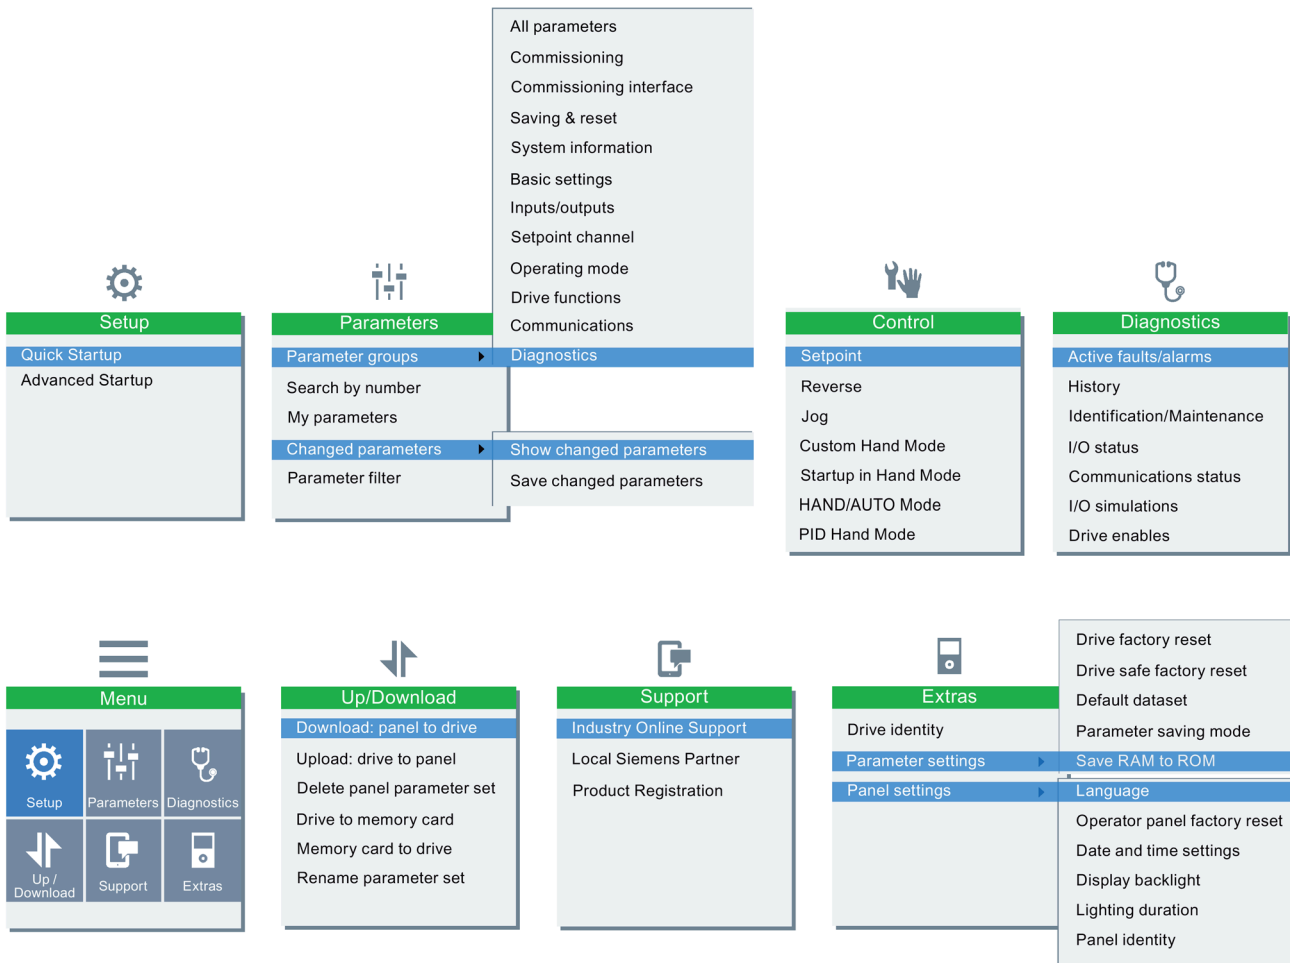 All parameters
Commissioning
Commissioning interface
Saving & reset
System information
Basic settings
Inputs/outputs
Setpoint channel
Operating mode
Drive functions
Communications
Diagnostics
Setup
Quick Startup
Advanced Startup
Parameters
Parameter groups
Search by number
My parameters
Changed parameters
Parameter filter
Show changed parameters
Save changed parameters
Control
Setpoint
Reverse
Jog
Custom Hand Mode
Startup in Hand Mode
HAND/AUTO Mode
PID Hand Mode
Diagnostics
Active faults/alarms
History
Identification/Maintenance
I/O status
Communications status
I/O simulations
Drive enables
Menu
Setup
Parameters
Diagnostics
Up /
Download
Support
Extras
Up/Download
Download: panel to drive
Upload: drive to panel
Delete panel parameter set
Drive to memory card
Memory card to drive
Rename parameter set
Support
Industry Online Support
Local Siemens Partner
Product Registration
Extras
Drive identity
Parameter settings
Panel settings
Drive factory reset
Drive safe factory reset
Default dataset
Parameter saving mode
Save RAM to ROM
Language
Operator panel factory reset
Date and time settings
Display backlight
Lighting duration
Panel identity